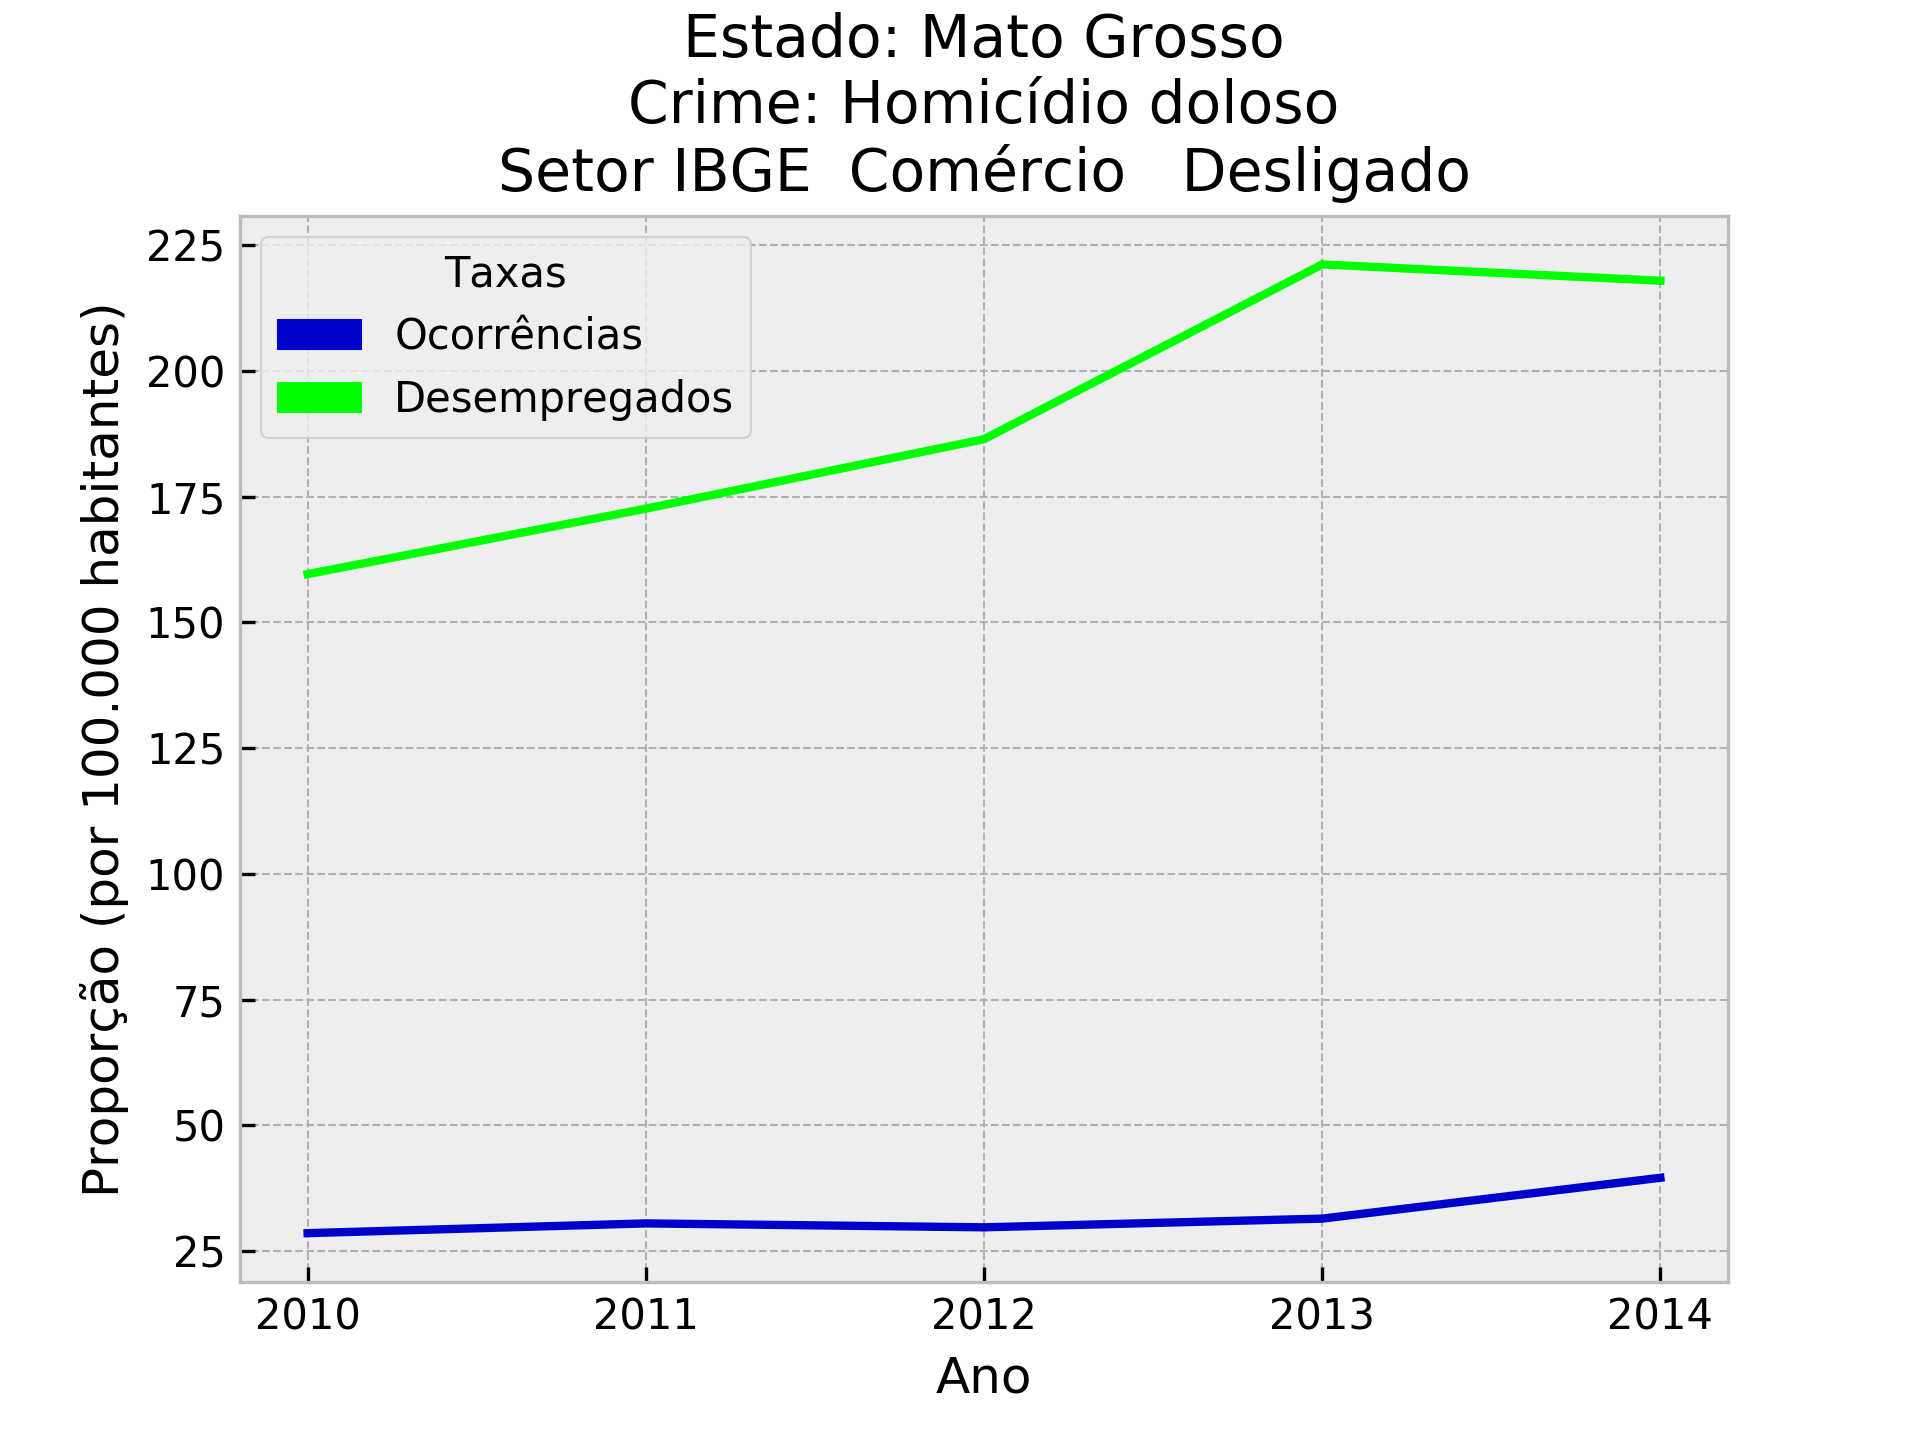 Estado: Mato Grosso
Crime: Homicídio doloso
Setor IBGE  Comércio   Desligado
Proporção (por 100.000 habitantes)
225
200
175
150
125
100
75
50
25
Taxas
Ocorrências
Desempregados
2010 2011 2012 2013 2014
Ano